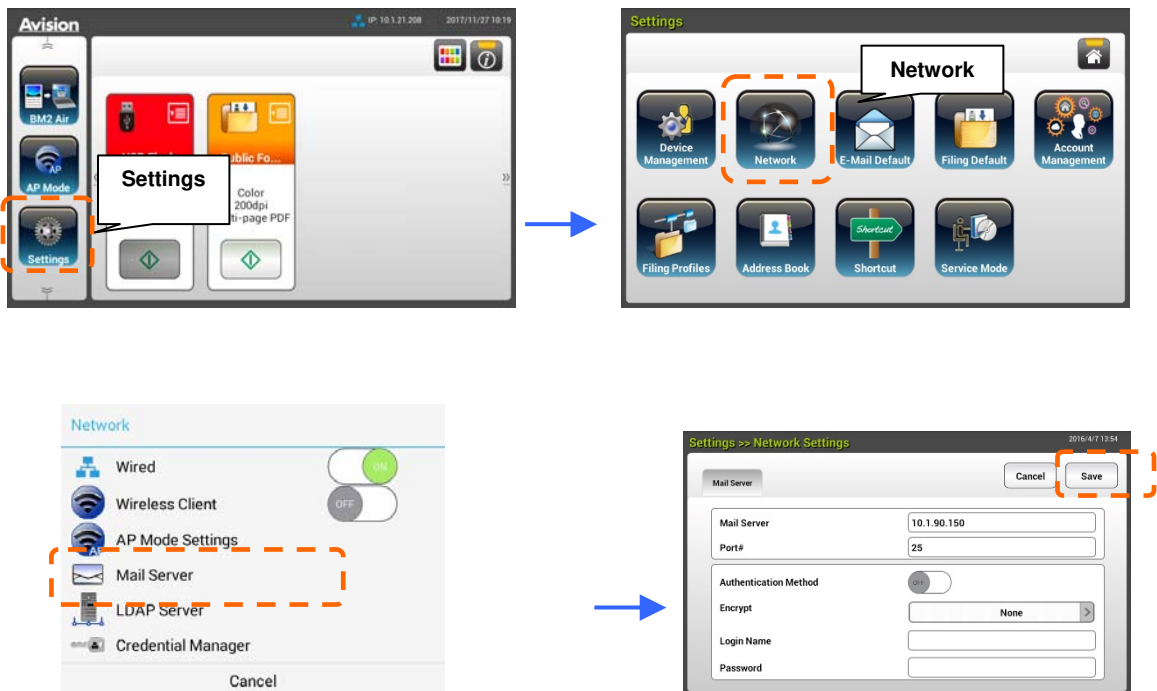 Avision
IP: 10.1.21.208 2017/11/27 10:19
BM2 Air
AP Mode
Settings
Settings
Public Fo...
Color
200dpi
ti-page PDF
Settings
Network
Device
Management
Network
E-Mail Default
Filing Default
Account
Management
Filing Profiles
Address Book
Shortcut
Shortcut
Service Mode
Network
Wired
ON
Wireless Client
OFF
AP Mode Settings
Mail Server
LDAP Server
Credential Manager
Cancel
Settings >> Network Settings
2016/4/7 13:54
Mail Server
Cancel
Save
Mail Server
10.1.90.150
Port#
25
Authentication Method
OFF
Encrypt
None
Login Name
Password